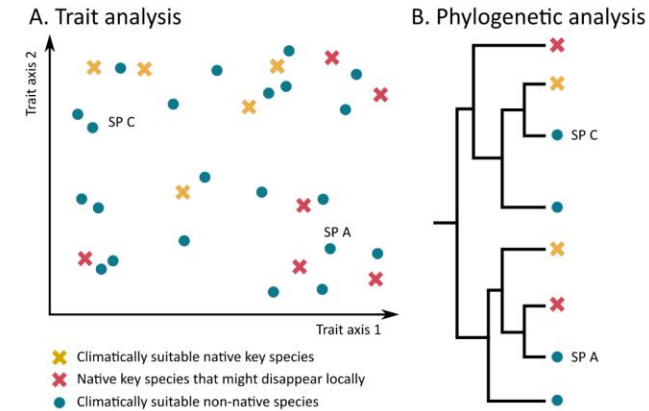 A. Trait analysis
Trait axis 2
SP C
SP A
Trait axis 1
Climatically suitable native key species
Native key species that might disappear locally
Climatically suitable non-native species
B. Phylogenetic analysis
SP C
SP A